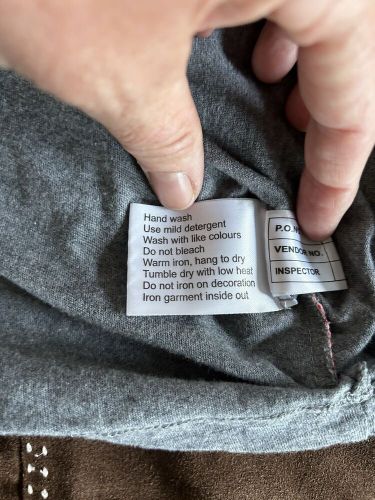 Hand wash
Use mild detergent
Wash with like colours
Do not bleach
Warm iron, hang to dry
Tumble dry with low heat
Do not iron on decoration
Iron garment inside out
P.O.
VENDOR NO.
INSPECTOR